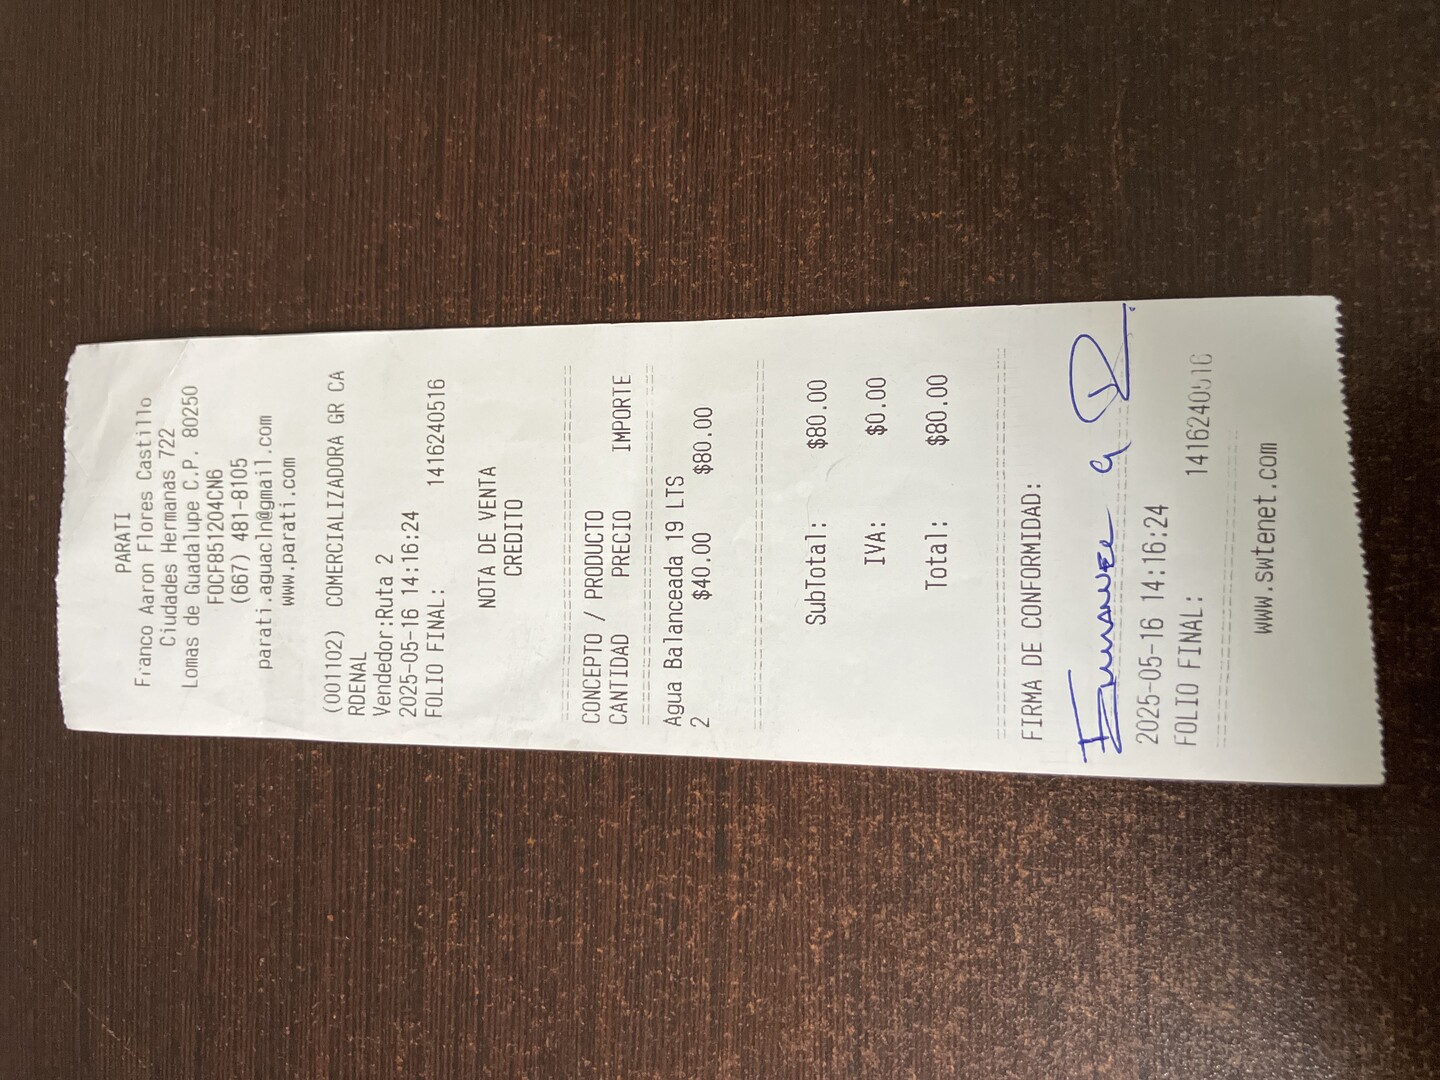 PARATI
Franco Aaron Flores Castillo
Ciudades Hermanas 722
Lomas de Guadalupe C.P. 80250
FOCF851204CN6
(667) 481-8105
parati.aguacln@gmail.com
www.parati.com
(001102) COMERCIALIZADORA GR CA
RDENAL
Vendedor:Ruta 2
2025-05-16 14:16:24
FOLIO FINAL: 1416240516
NOTA DE VENTA
CREDITO
CONCEPTO / PRODUCTO
CANTIDAD PRECIO IMPORTE
Agua Balanceada 19 LTS
2 $40.00 $80.00
SubTotal: $80.00
IVA: $0.00
Total: $80.00
FIRMA DE CONFORMIDAD:
Emmanuel G R.
2025-05-16 14:16:24
FOLIO FINAL: 1416240516
www.swtenet.com